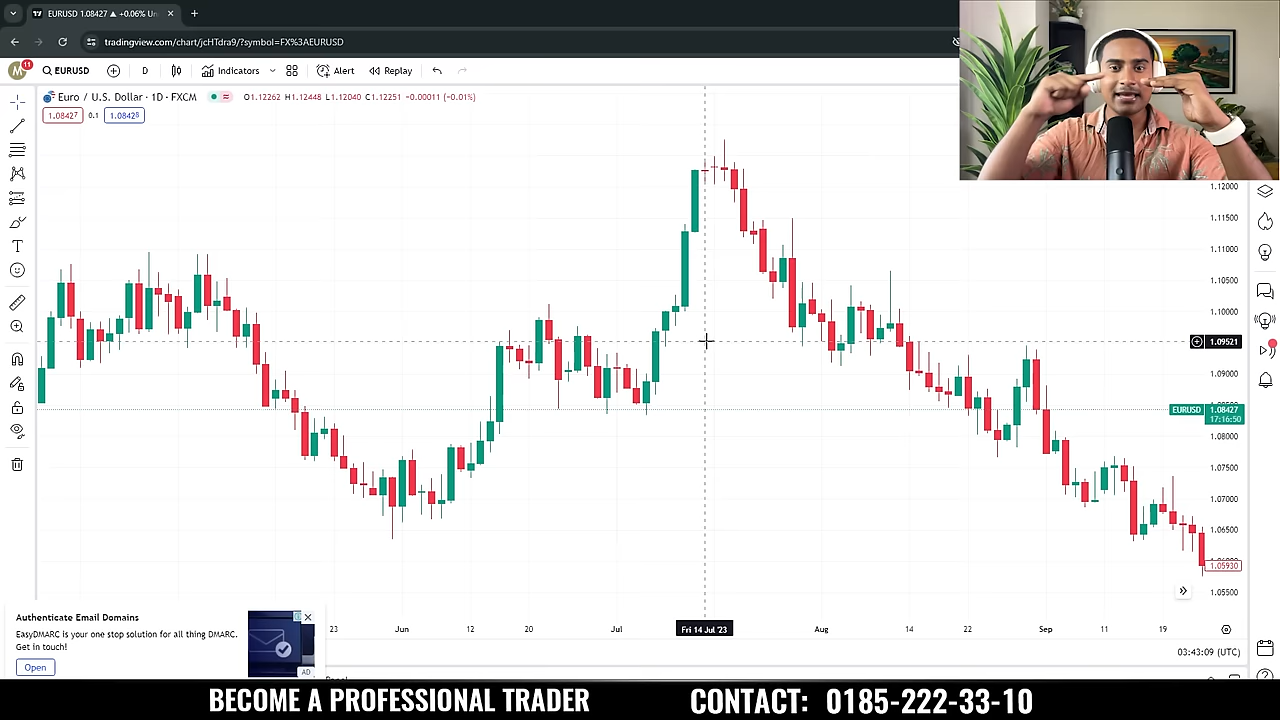 EURUSD 1.08427 ▲ +0.06% Un
tradingview.com/chart/jcHTdra9/?symbol=FX%3AEURUSD
M 11 EURUSD D Indicators Alert Replay
Euro / U.S. Dollar · 1D · FXCM O1.12262 H1.12448 L1.12040 C1.12251 −0.00011 (−0.01%)
1.08427 0.1 1.08428
1.12000
1.11500
1.11000
1.10500
1.10000
1.09521
1.09000
EURUSD 1.08427
17:16:50
1.08000
1.07500
1.07000
1.06500
1.05930
1.05500
Authenticate Email Domains
EasyDMARC is your one stop solution for all thing DMARC.
Get in touch!
Open
AD
23 Jun 12 20 Jul Fri 14 Jul '23 Aug 14 22 Sep 11 19
03:43:09 (UTC)
BECOME A PROFESSIONAL TRADER CONTACT: 0185-222-33-10